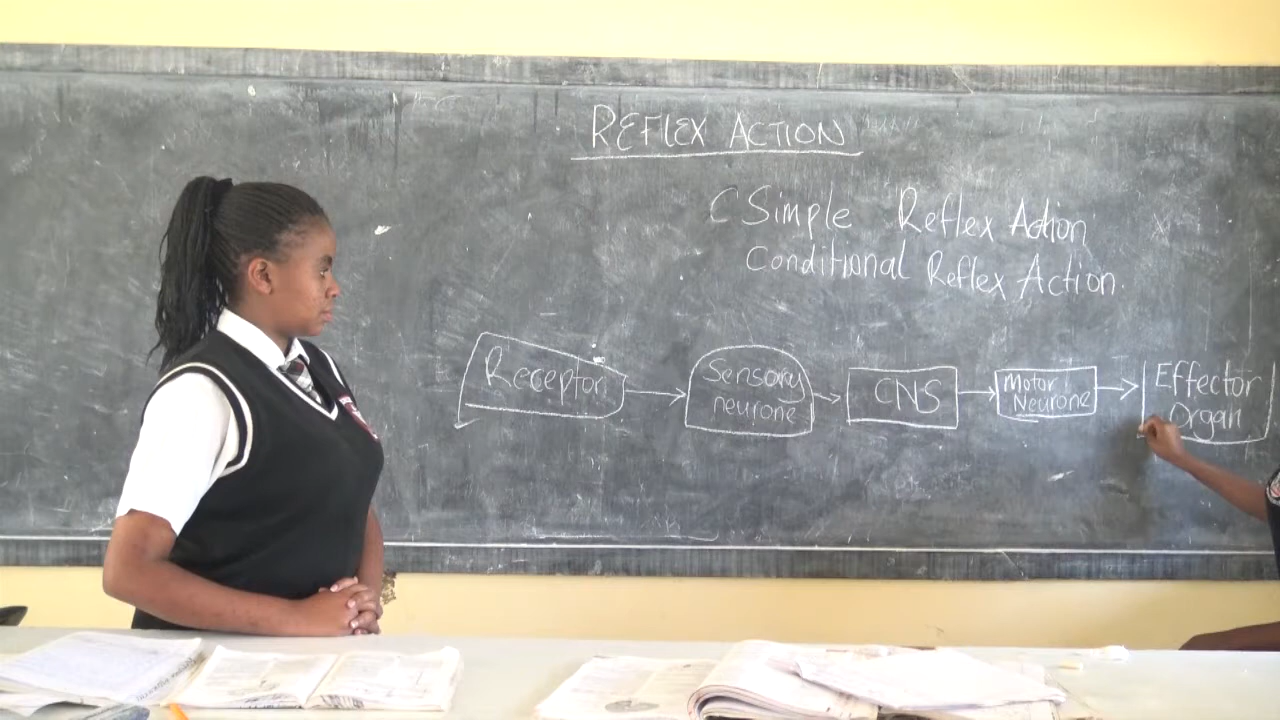 REFLEX ACTION
Simple Reflex Action
Conditional Reflex Action.
Receptor
Sensory
neurone
CNS
Motor
Neurone
Effector
Organ